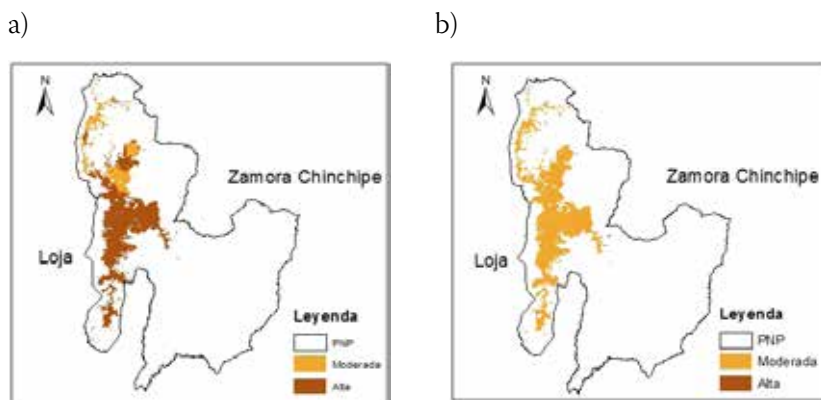 a)
b)
N
Zamora Chinchipe
Loja
Leyenda
PNP
Moderada
Alta
N
Zamora Chinchipe
Loja
Leyenda
PNP
Moderada
Alta